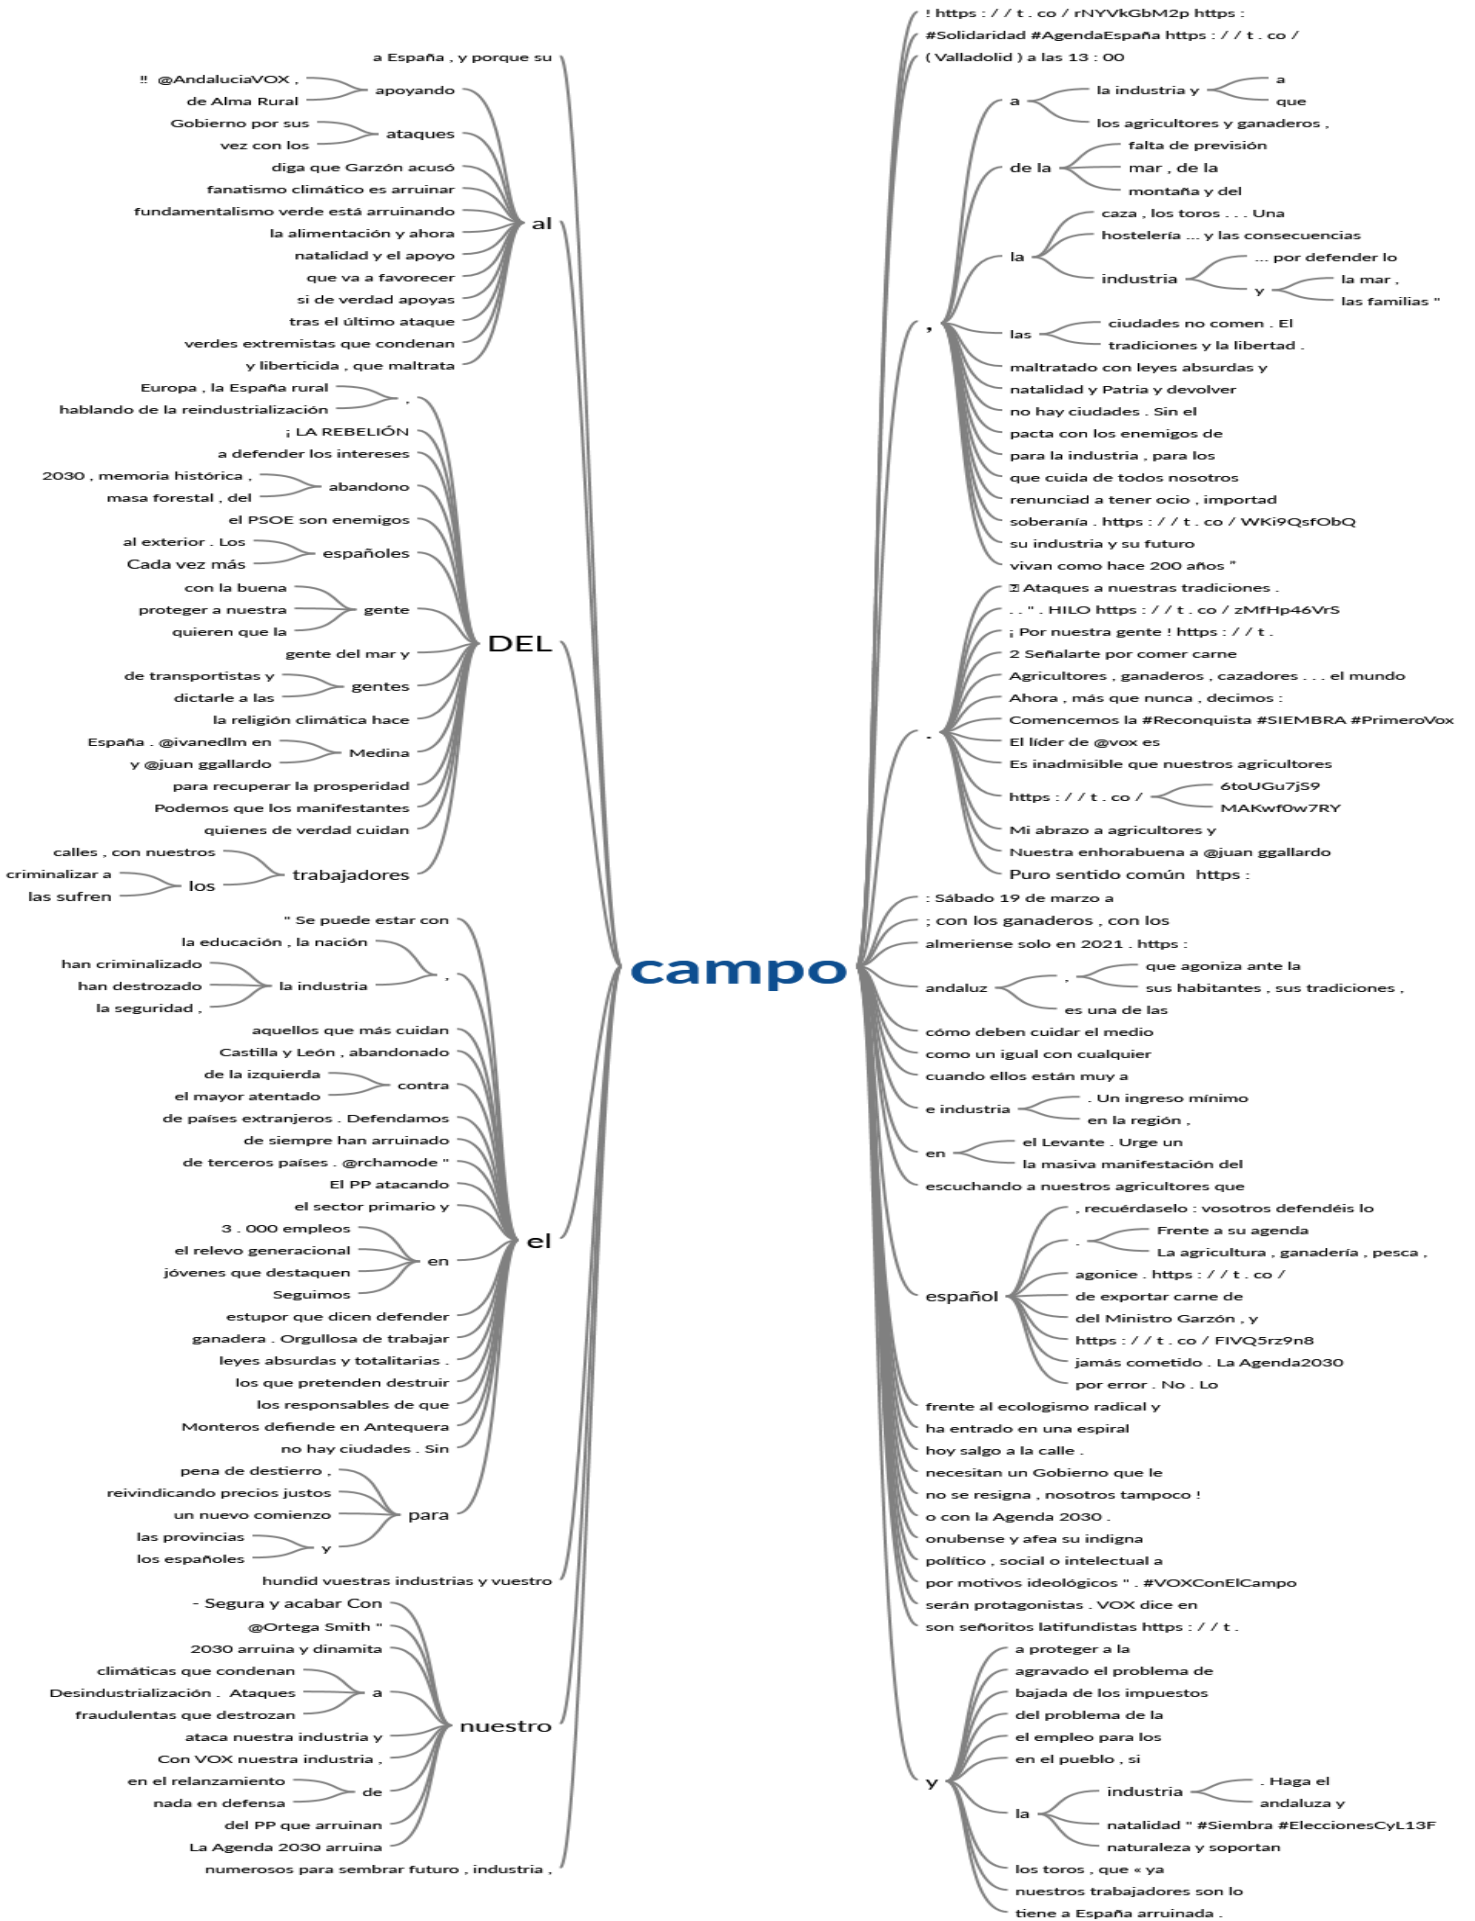 a España , y porque su
!! @AndaluciaVOX ,
de Alma Rural
apoyando
Gobierno por sus
vez con los
ataques
diga que Garzón acusó
fanatismo climático es arruinar
fundamentalismo verde está arruinando
la alimentación y ahora
natalidad y el apoyo
que va a favorecer
si de verdad apoyas
tras el último ataque
verdes extremistas que condenan
y liberticida , que maltrata
al
Europa , la España rural
hablando de la reindustrialización
,
¡ LA REBELIÓN
a defender los intereses
2030 , memoria histórica ,
masa forestal , del
abandono
el PSOE son enemigos
al exterior . Los
Cada vez más
españoles
con la buena
proteger a nuestra
quieren que la
gente
gente del mar y
de transportistas y
dictarle a las
gentes
la religión climática hace
España . @ivanedlm en
y @juan ggallardo
Medina
para recuperar la prosperidad
Podemos que los manifestantes
quienes de verdad cuidan
calles , con nuestros
criminalizar a
las sufren
los
trabajadores
DEL
" Se puede estar con
la educación , la nación
han criminalizado
han destrozado
la seguridad ,
la industria
,
aquellos que más cuidan
Castilla y León , abandonado
de la izquierda
el mayor atentado
contra
de países extranjeros . Defendamos
de siempre han arruinado
de terceros países . @rchamode "
El PP atacando
el sector primario y
3 . 000 empleos
el relevo generacional
jóvenes que destaquen
Seguimos
en
estupor que dicen defender
ganadera . Orgullosa de trabajar
leyes absurdas y totalitarias .
los que pretenden destruir
los responsables de que
Monteros defiende en Antequera
no hay ciudades . Sin
pena de destierro ,
reivindicando precios justos
un nuevo comienzo
las provincias
los españoles
y
para
el
hundid vuestras industrias y vuestro
- Segura y acabar Con
@Ortega Smith "
2030 arruina y dinamita
climáticas que condenan
Desindustrialización . Ataques
fraudulentas que destrozan
a
ataca nuestra industria y
Con VOX nuestra industria ,
en el relanzamiento
nada en defensa
de
del PP que arruinan
La Agenda 2030 arruina
nuestro
numerosos para sembrar futuro , industria ,
campo
! https : / / t . co / rNYVkGbM2p https :
#Solidaridad #AgendaEspaña https : / / t . co /
( Valladolid ) a las 13 : 00
,
a
la industria y
a
que
los agricultores y ganaderos ,
de la
falta de previsión
mar , de la
montaña y del
la
caza , los toros . . . Una
hostelería ... y las consecuencias
industria
... por defender lo
y
la mar ,
las familias "
las
ciudades no comen . El
tradiciones y la libertad .
maltratado con leyes absurdas y
natalidad y Patria y devolver
no hay ciudades . Sin el
pacta con los enemigos de
para la industria , para los
que cuida de todos nosotros
renunciad a tener ocio , importad
soberanía . https : / / t . co / WKi9QsfObQ
su industria y su futuro
vivan como hace 200 años "
.
Ataques a nuestras tradiciones .
. . " . HILO https : / / t . co / zMfHp46VrS
¡ Por nuestra gente ! https : / / t .
2 Señalarte por comer carne
Agricultores , ganaderos , cazadores . . . el mundo
Ahora , más que nunca , decimos :
Comencemos la #Reconquista #SIEMBRA #PrimeroVox
El líder de @vox es
Es inadmisible que nuestros agricultores
https : / / t . co /
6toUGu7jS9
MAKwf0w7RY
Mi abrazo a agricultores y
Nuestra enhorabuena a @juan ggallardo
Puro sentido común https :
: Sábado 19 de marzo a
; con los ganaderos , con los
almeriense solo en 2021 . https :
andaluz
,
que agoniza ante la
sus habitantes , sus tradiciones ,
es una de las
cómo deben cuidar el medio
como un igual con cualquier
cuando ellos están muy a
e industria
. Un ingreso mínimo
en la región ,
en
el Levante . Urge un
la masiva manifestación del
escuchando a nuestros agricultores que
español
, recuérdaselo : vosotros defendéis lo
.
Frente a su agenda
La agricultura , ganadería , pesca ,
agonice . https : / / t . co /
de exportar carne de
del Ministro Garzón , y
https : / / t . co / FIVQ5rz9n8
jamás cometido . La Agenda2030
por error . No . Lo
frente al ecologismo radical y
ha entrado en una espiral
hoy salgo a la calle .
necesitan un Gobierno que le
no se resigna , nosotros tampoco !
o con la Agenda 2030 .
onubense y afea su indigna
político , social o intelectual a
por motivos ideológicos " . #VOXConElCampo
serán protagonistas . VOX dice en
son señoritos latifundistas https : / / t .
y
a proteger a la
agravado el problema de
bajada de los impuestos
del problema de la
el empleo para los
en el pueblo , si
la
industria
. Haga el
andaluza y
natalidad " #Siembra #EleccionesCyL13F
naturaleza y soportan
los toros , que « ya
nuestros trabajadores son lo
tiene a España arruinada .